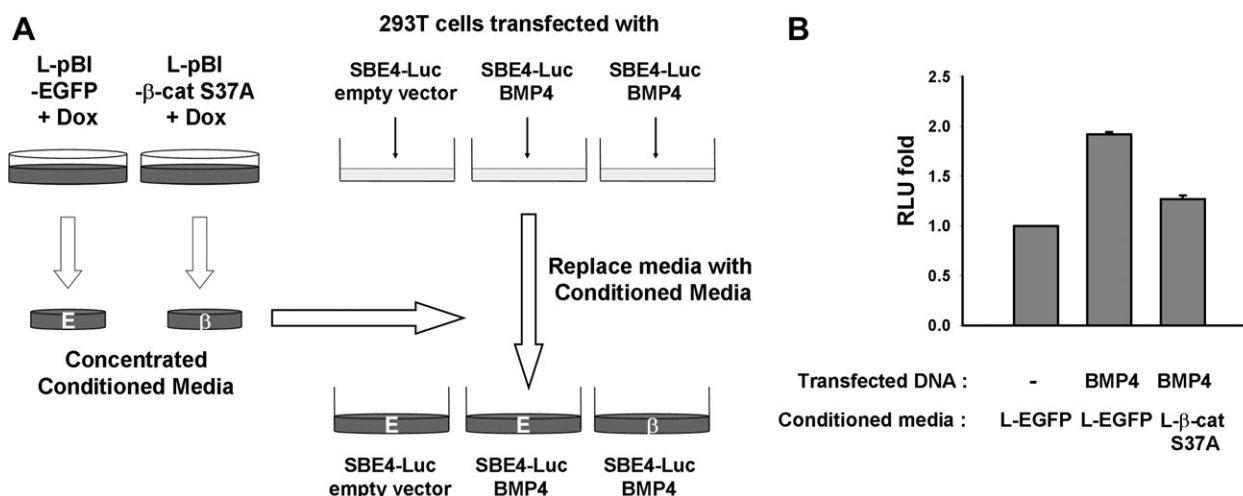 A
L-pBI
-EGFP
+ Dox
L-pBI
-β-cat S37A
+ Dox
E
β
Concentrated
Conditioned Media
293T cells transfected with
SBE4-Luc
empty vector
SBE4-Luc
BMP4
SBE4-Luc
BMP4
Replace media with
Conditioned Media
E
E
β
SBE4-Luc
empty vector
SBE4-Luc
BMP4
SBE4-Luc
BMP4
B
RLU fold
2.5
2.0
1.5
1.0
0.5
0.0
Transfected DNA : - BMP4 BMP4
Conditioned media : L-EGFP L-EGFP L-β-cat
S37A